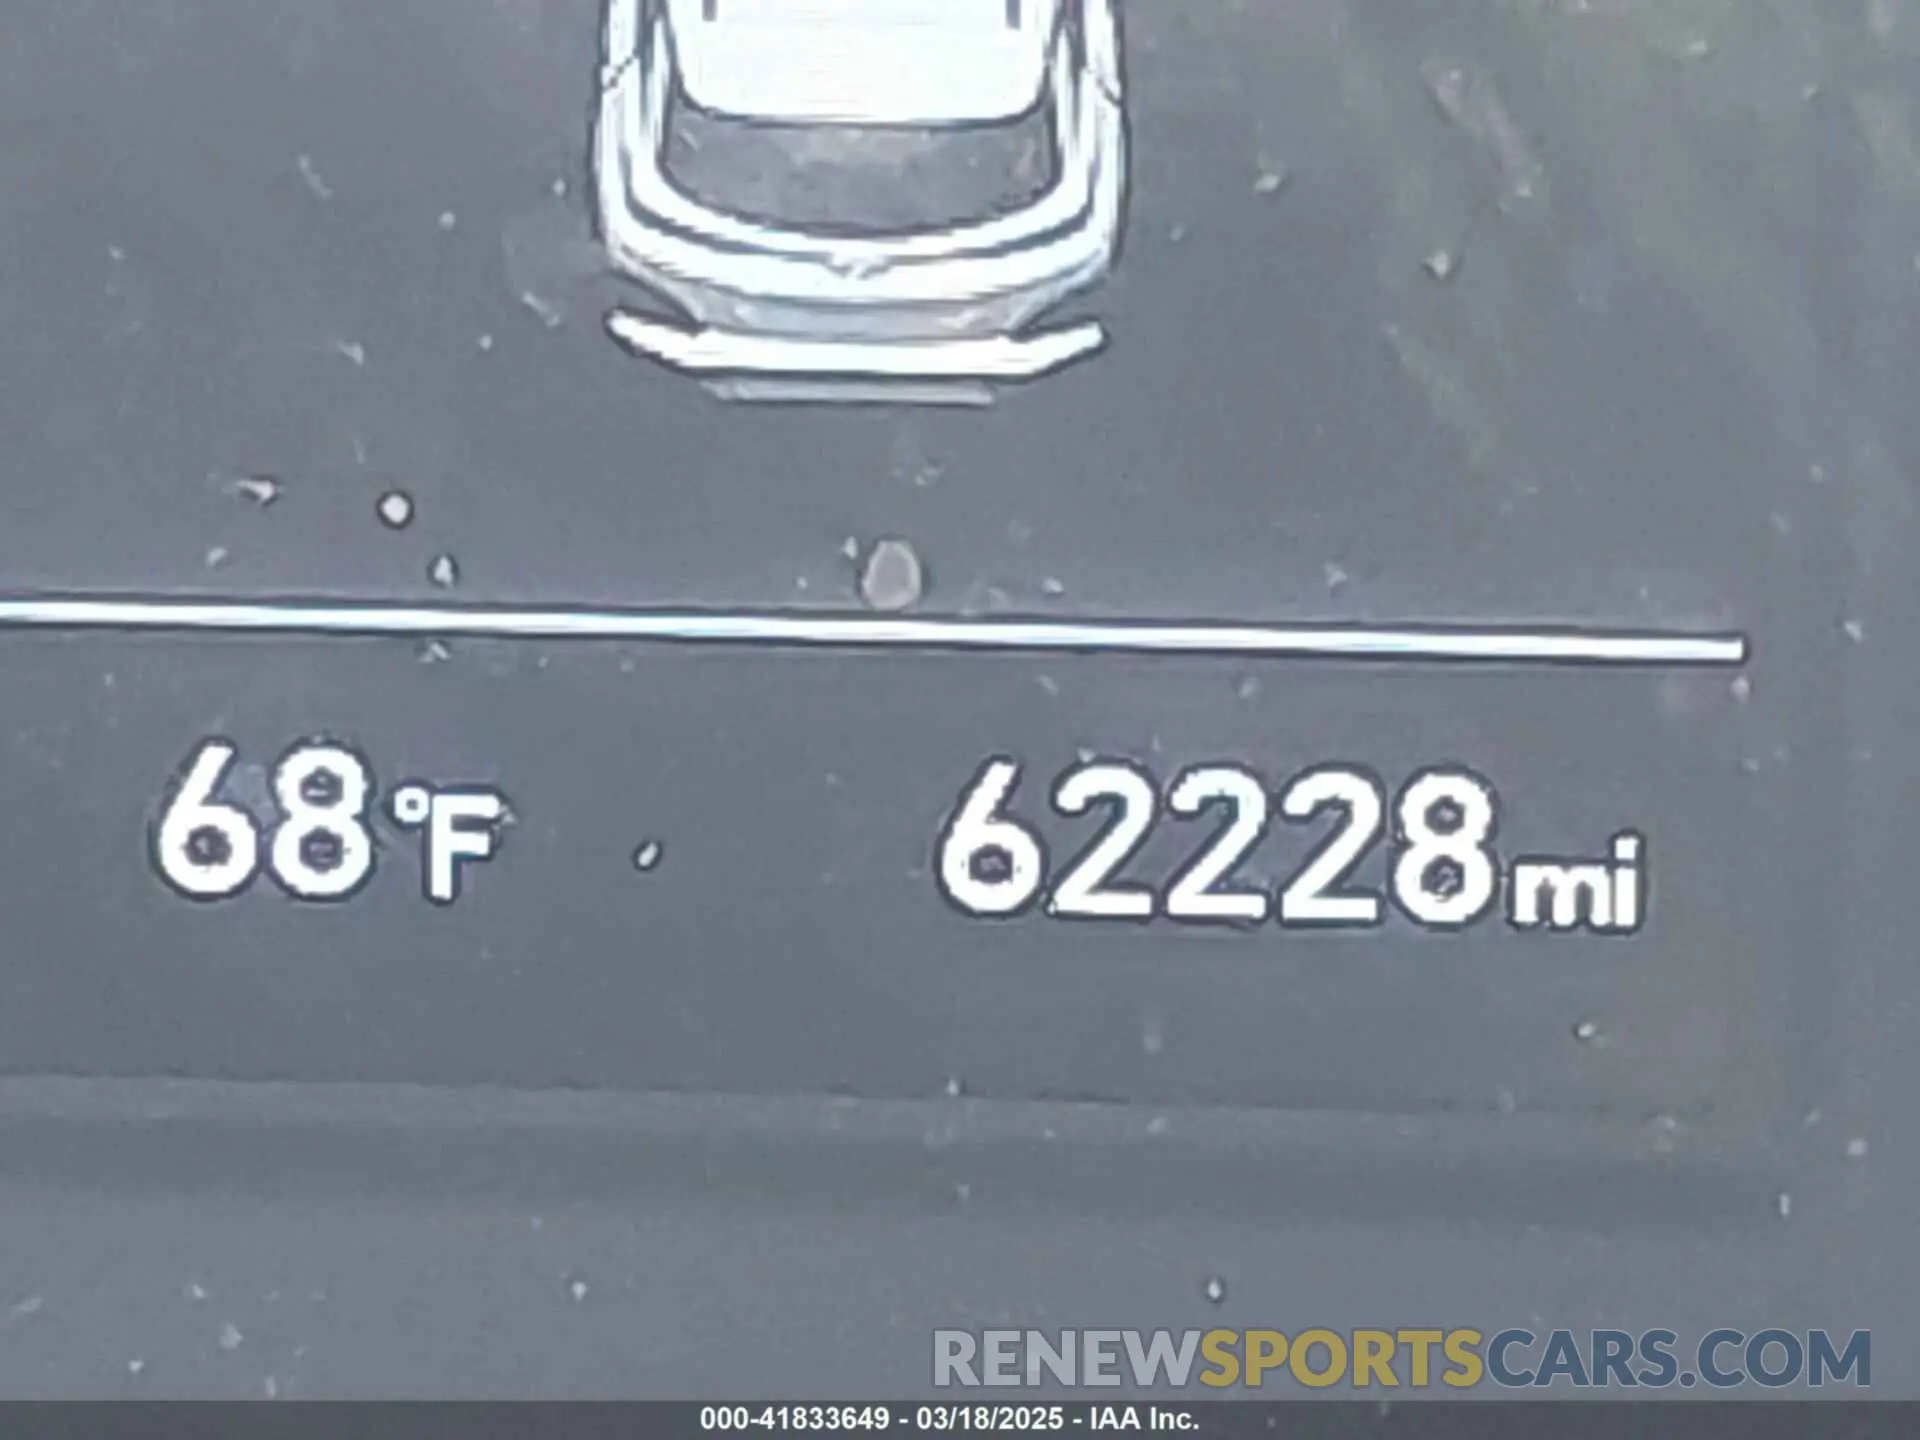 68°F 62228mi
RENEWSPORTSCARS.COM
000-41833649 - 03/18/2025 - IAA Inc.